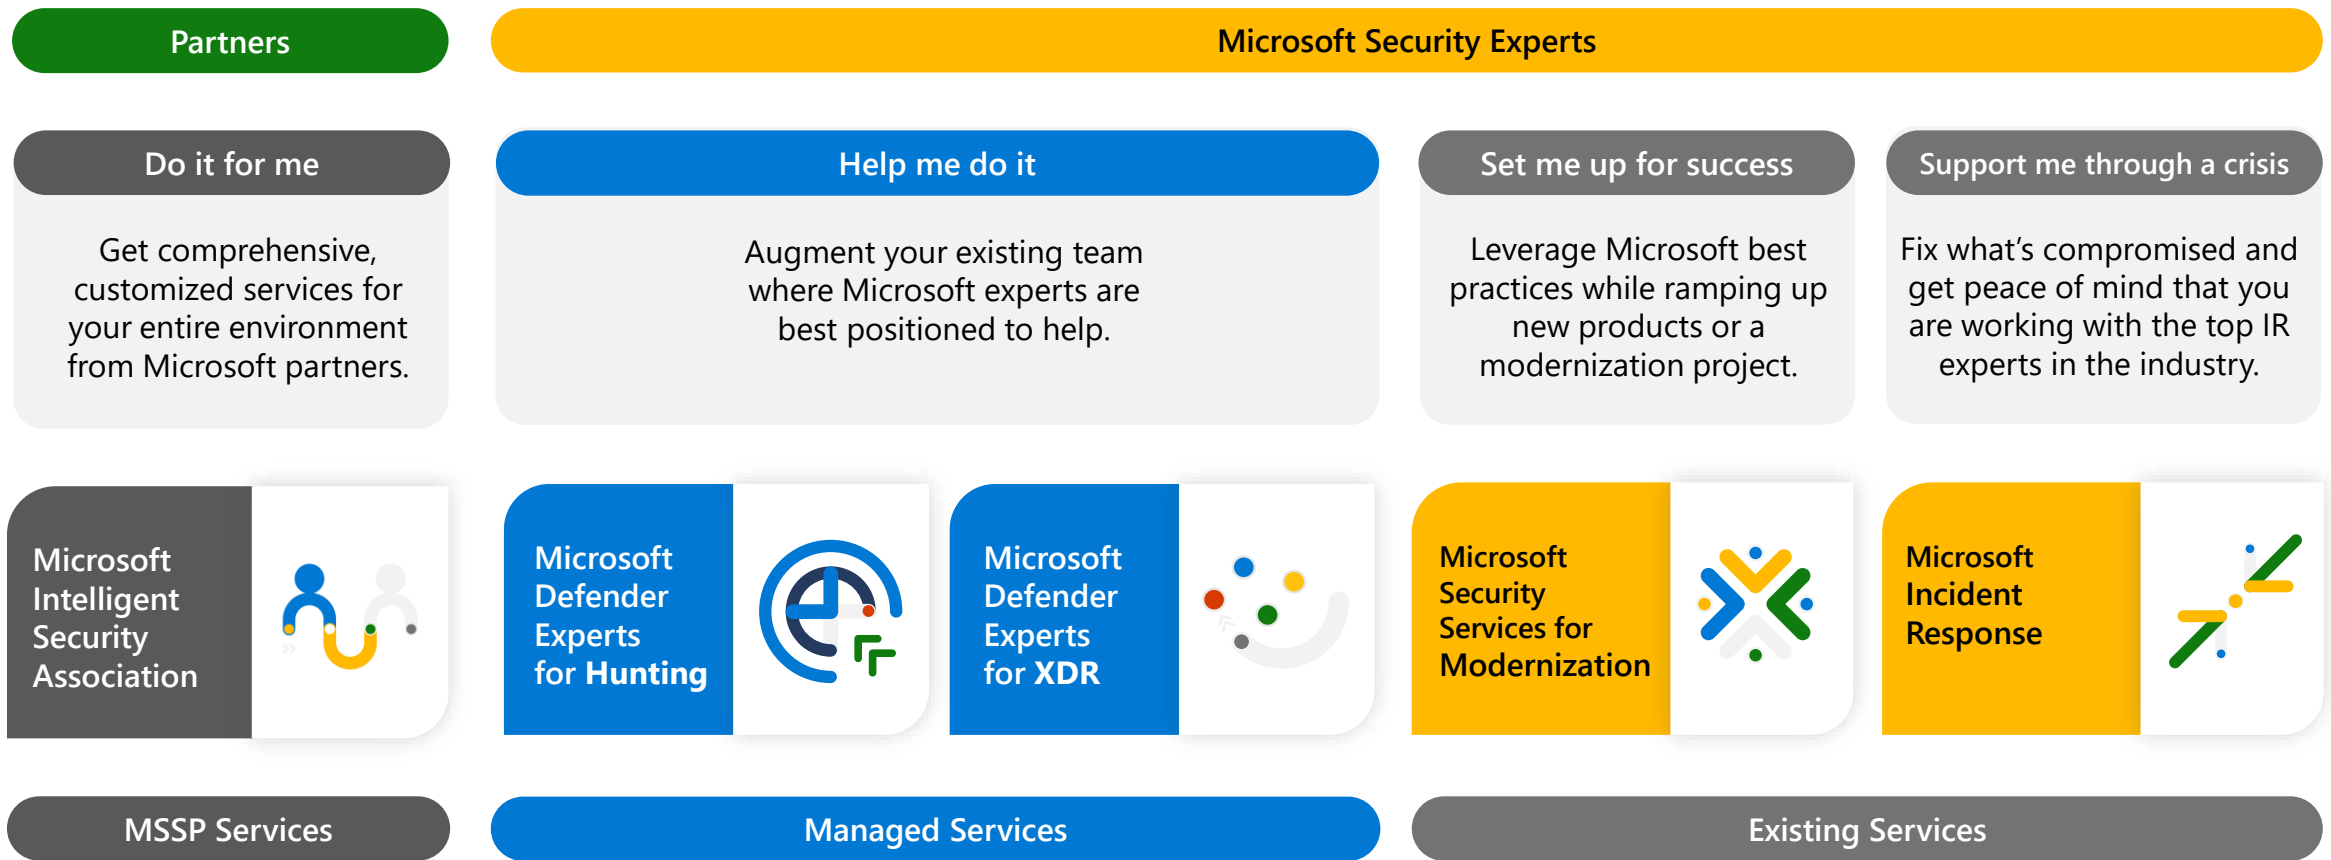 Partners
Microsoft Security Experts
Do it for me
Get comprehensive,
customized services for
your entire environment
from Microsoft partners.
Help me do it
Augment your existing team
where Microsoft experts are
best positioned to help.
Set me up for success
Leverage Microsoft best
practices while ramping up
new products or a
modernization project.
Support me through a crisis
Fix what’s compromised and
get peace of mind that you
are working with the top IR
experts in the industry.
Microsoft
Intelligent
Security
Association
Microsoft
Defender
Experts
for Hunting
Microsoft
Defender
Experts
for XDR
Microsoft
Security
Services for
Modernization
Microsoft
Incident
Response
MSSP Services
Managed Services
Existing Services